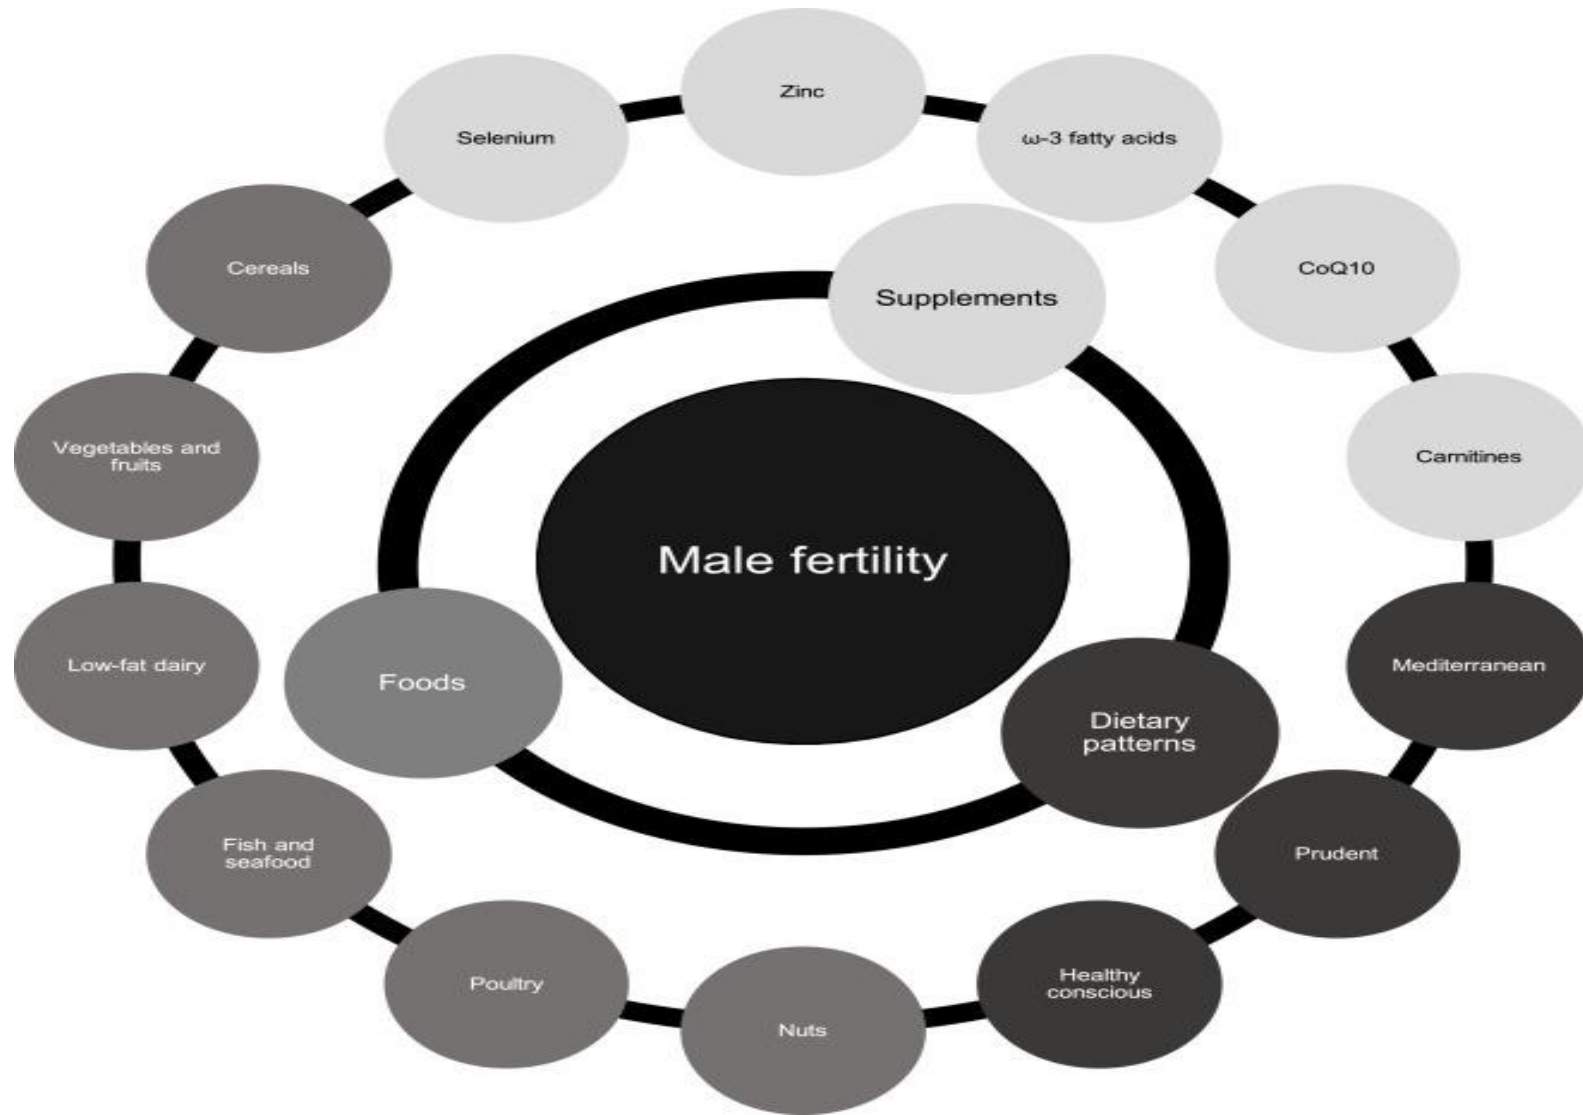 Zinc
Selenium
ω-3 fatty acids
Cereals
CoQ10
Supplements
Vegetables and
fruits
Carnitines
Male fertility
Low-fat dairy
Foods
Mediterranean
Dietary
patterns
Fish and
seafood
Prudent
Poultry
Healthy
conscious
Nuts